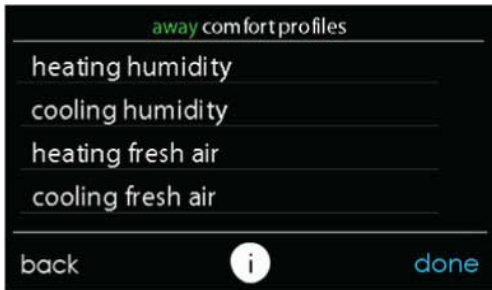 away comfort profiles
heating humidity
cooling humidity
heating fresh air
cooling fresh air
back i done